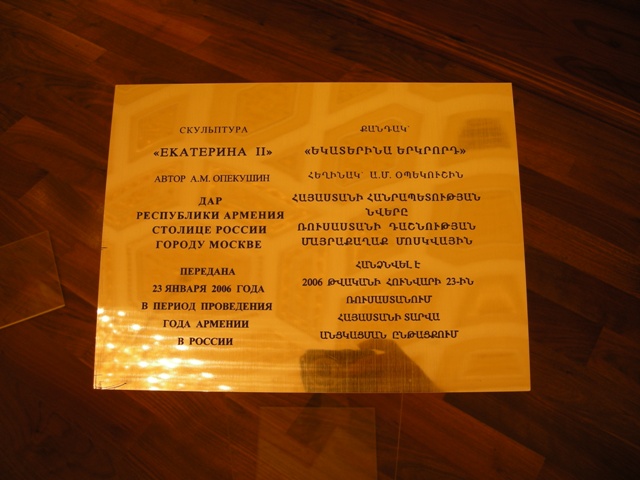 СКУЛЬПТУРА
«ЕКАТЕРИНА II»
АВТОР А.М. ОПЕКУШИН
ДАР
РЕСПУБЛИКИ АРМЕНИЯ
СТОЛИЦЕ РОССИИ
ГОРОДУ МОСКВЕ
ПЕРЕДАНА
23 ЯНВАРЯ 2006 ГОДА
В ПЕРИОД ПРОВЕДЕНИЯ
ГОДА АРМЕНИИ
В РОССИИ
ՔԱՆԴԱԿ՝
«ԵԿԱՏԵՐԻՆԱ ԵՐԿՐՈՐԴ»
ՀԵՂԻՆԱԿ՝ Ա.Մ. ՕՊԵԿՈՒՇԻՆ
ՀԱՅԱՍՏԱՆԻ ՀԱՆՐԱՊԵՏՈՒԹՅԱՆ
ՆՎԵՐԸ
ՌՈՒՍԱՍՏԱՆԻ ԴԱՇՆՈՒԹՅԱՆ
ՄԱՅՐԱՔԱՂԱՔ ՄՈՍԿՎԱՅԻՆ
ՀԱՆՁՆՎԵԼ Է
2006 ԹՎԱԿԱՆԻ ՀՈՒՆՎԱՐԻ 23-ԻՆ
ՌՈՒՍԱՍՏԱՆՈՒՄ
ՀԱՅԱՍՏԱՆԻ ՏԱՐՎԱ
ԱՆՑԿԱՑՄԱՆ ԸՆԹԱՑՔՈՒՄ